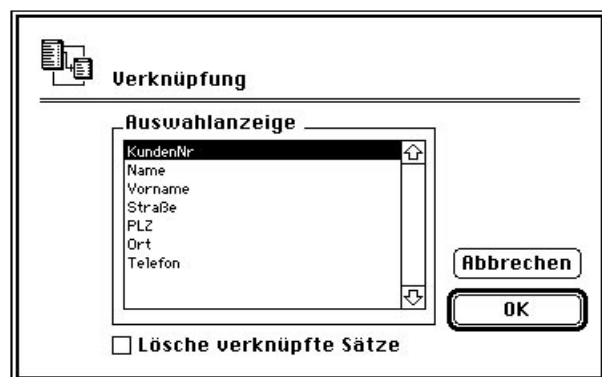 Verknüpfung
Auswahlanzeige
KundenNr
Name
Vorname
Straße
PLZ
Ort
Telefon
Abbrechen
OK
Lösche verknüpfte Sätze